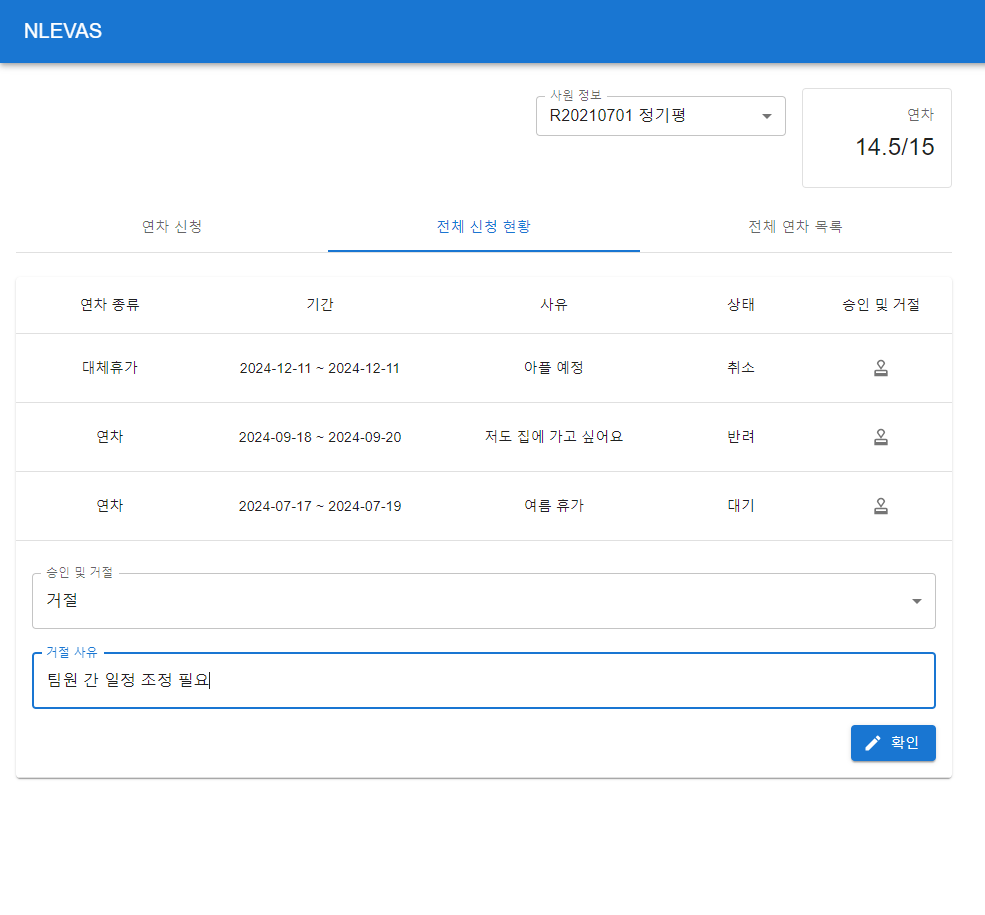 NLEVAS
사원 정보
R20210701 정기평
연차
14.5/15
연차 신청 전체 신청 현황 전체 연차 목록
연차 종류 기간 사유 상태 승인 및 거절
대체휴가 2024-12-11 ~ 2024-12-11 아플 예정 취소
연차 2024-09-18 ~ 2024-09-20 저도 집에 가고 싶어요 반려
연차 2024-07-17 ~ 2024-07-19 여름 휴가 대기
승인 및 거절
거절
거절 사유
팀원 간 일정 조정 필요
확인